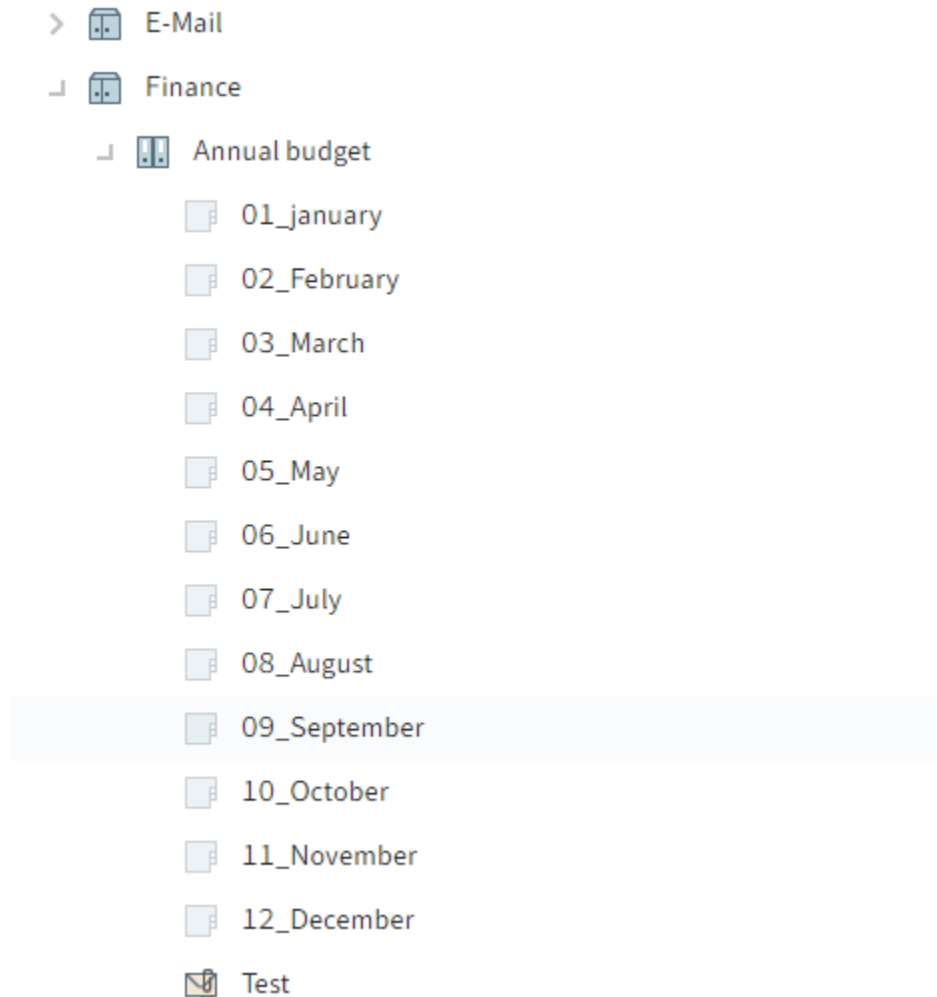 E-Mail
Finance
Annual budget
01_january
02_February
03_March
04_April
05_May
06_June
07_July
08_August
09_September
10_October
11_November
12_December
Test